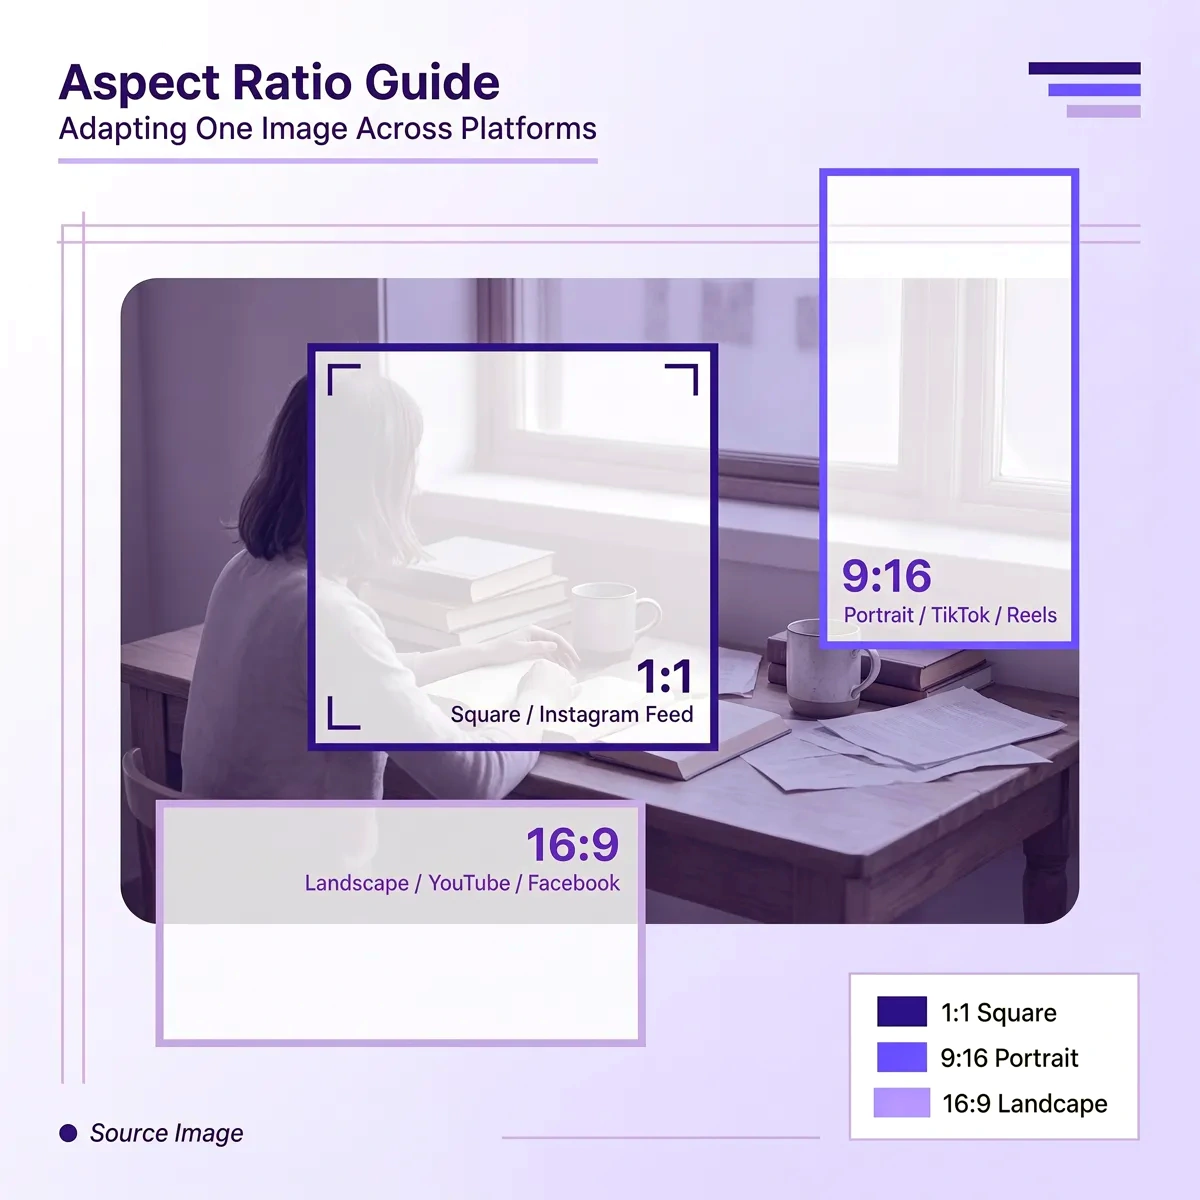 Aspect Ratio Guide
Adapting One Image Across Platforms
9:16
Portrait / TikTok / Reels
1:1
Square / Instagram Feed
16:9
Landscape / YouTube / Facebook
1:1 Square
9:16 Portrait
16:9 Landcape
Source Image